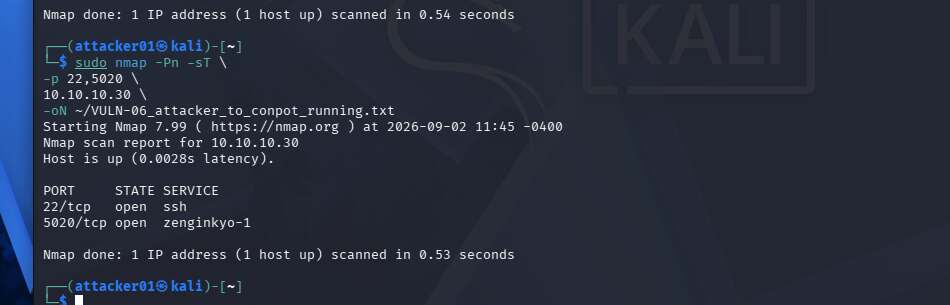 Nmap done: 1 IP address (1 host up) scanned in 0.54 seconds
┌──(attacker01㉿kali)-[~]
└─$ sudo nmap -Pn -sT \
-p 22,5020 \
10.10.10.30 \
-oN ~/VULN-06_attacker_to_conpot_running.txt
Starting Nmap 7.99 ( https://nmap.org ) at 2026-09-02 11:45 -0400
Nmap scan report for 10.10.10.30
Host is up (0.0028s latency).
PORT     STATE SERVICE
22/tcp   open  ssh
5020/tcp open  zenginkyo-1
Nmap done: 1 IP address (1 host up) scanned in 0.53 seconds
┌──(attacker01㉿kali)-[~]
└─$
KALI